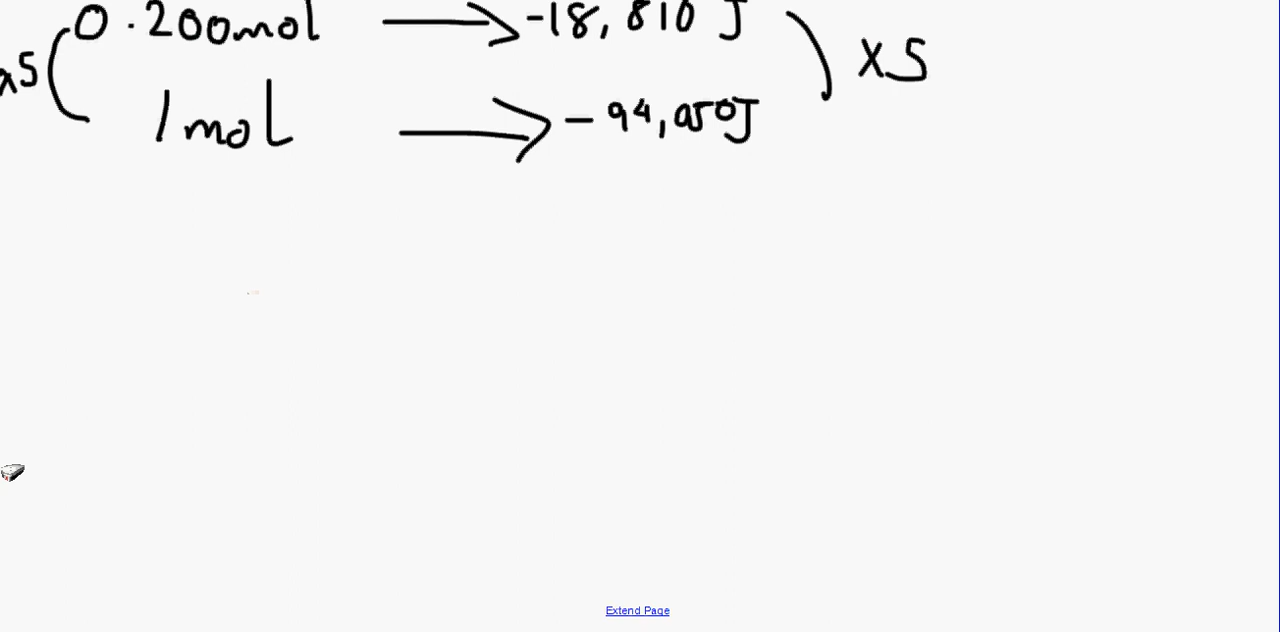 x5 ( 0.200mol → -18,810 J ) x5
1mol → - 94,050J
Extend Page